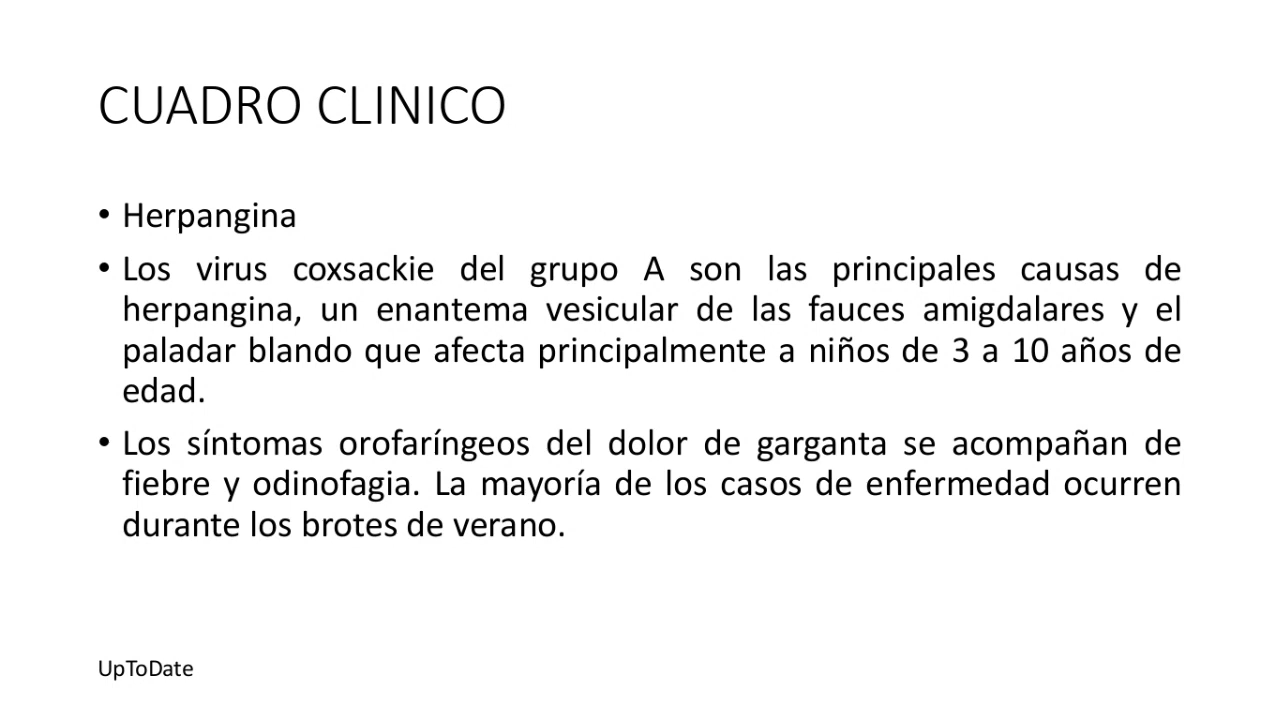 CUADRO CLINICO
• Herpangina
• Los virus coxsackie del grupo A son las principales causas de
herpangina, un enantema vesicular de las fauces amigdalares y el
paladar blando que afecta principalmente a niños de 3 a 10 años de
edad.
• Los síntomas orofaríngeos del dolor de garganta se acompañan de
fiebre y odinofagia. La mayoría de los casos de enfermedad ocurren
durante los brotes de verano.
UpToDate